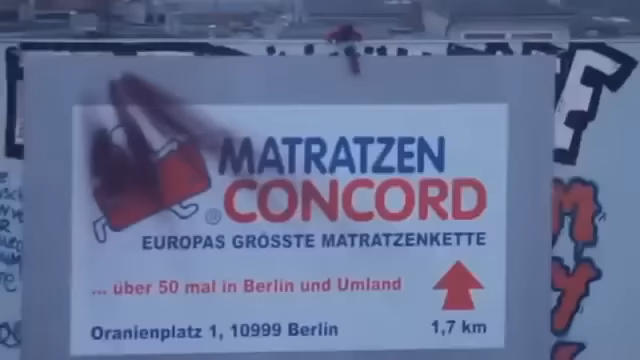 MATRATZEN
®CONCORD
EUROPAS GRÖSSTE MATRATZENKETTE
... über 50 mal in Berlin und Umland
Oranienplatz 1, 10999 Berlin
1,7 km